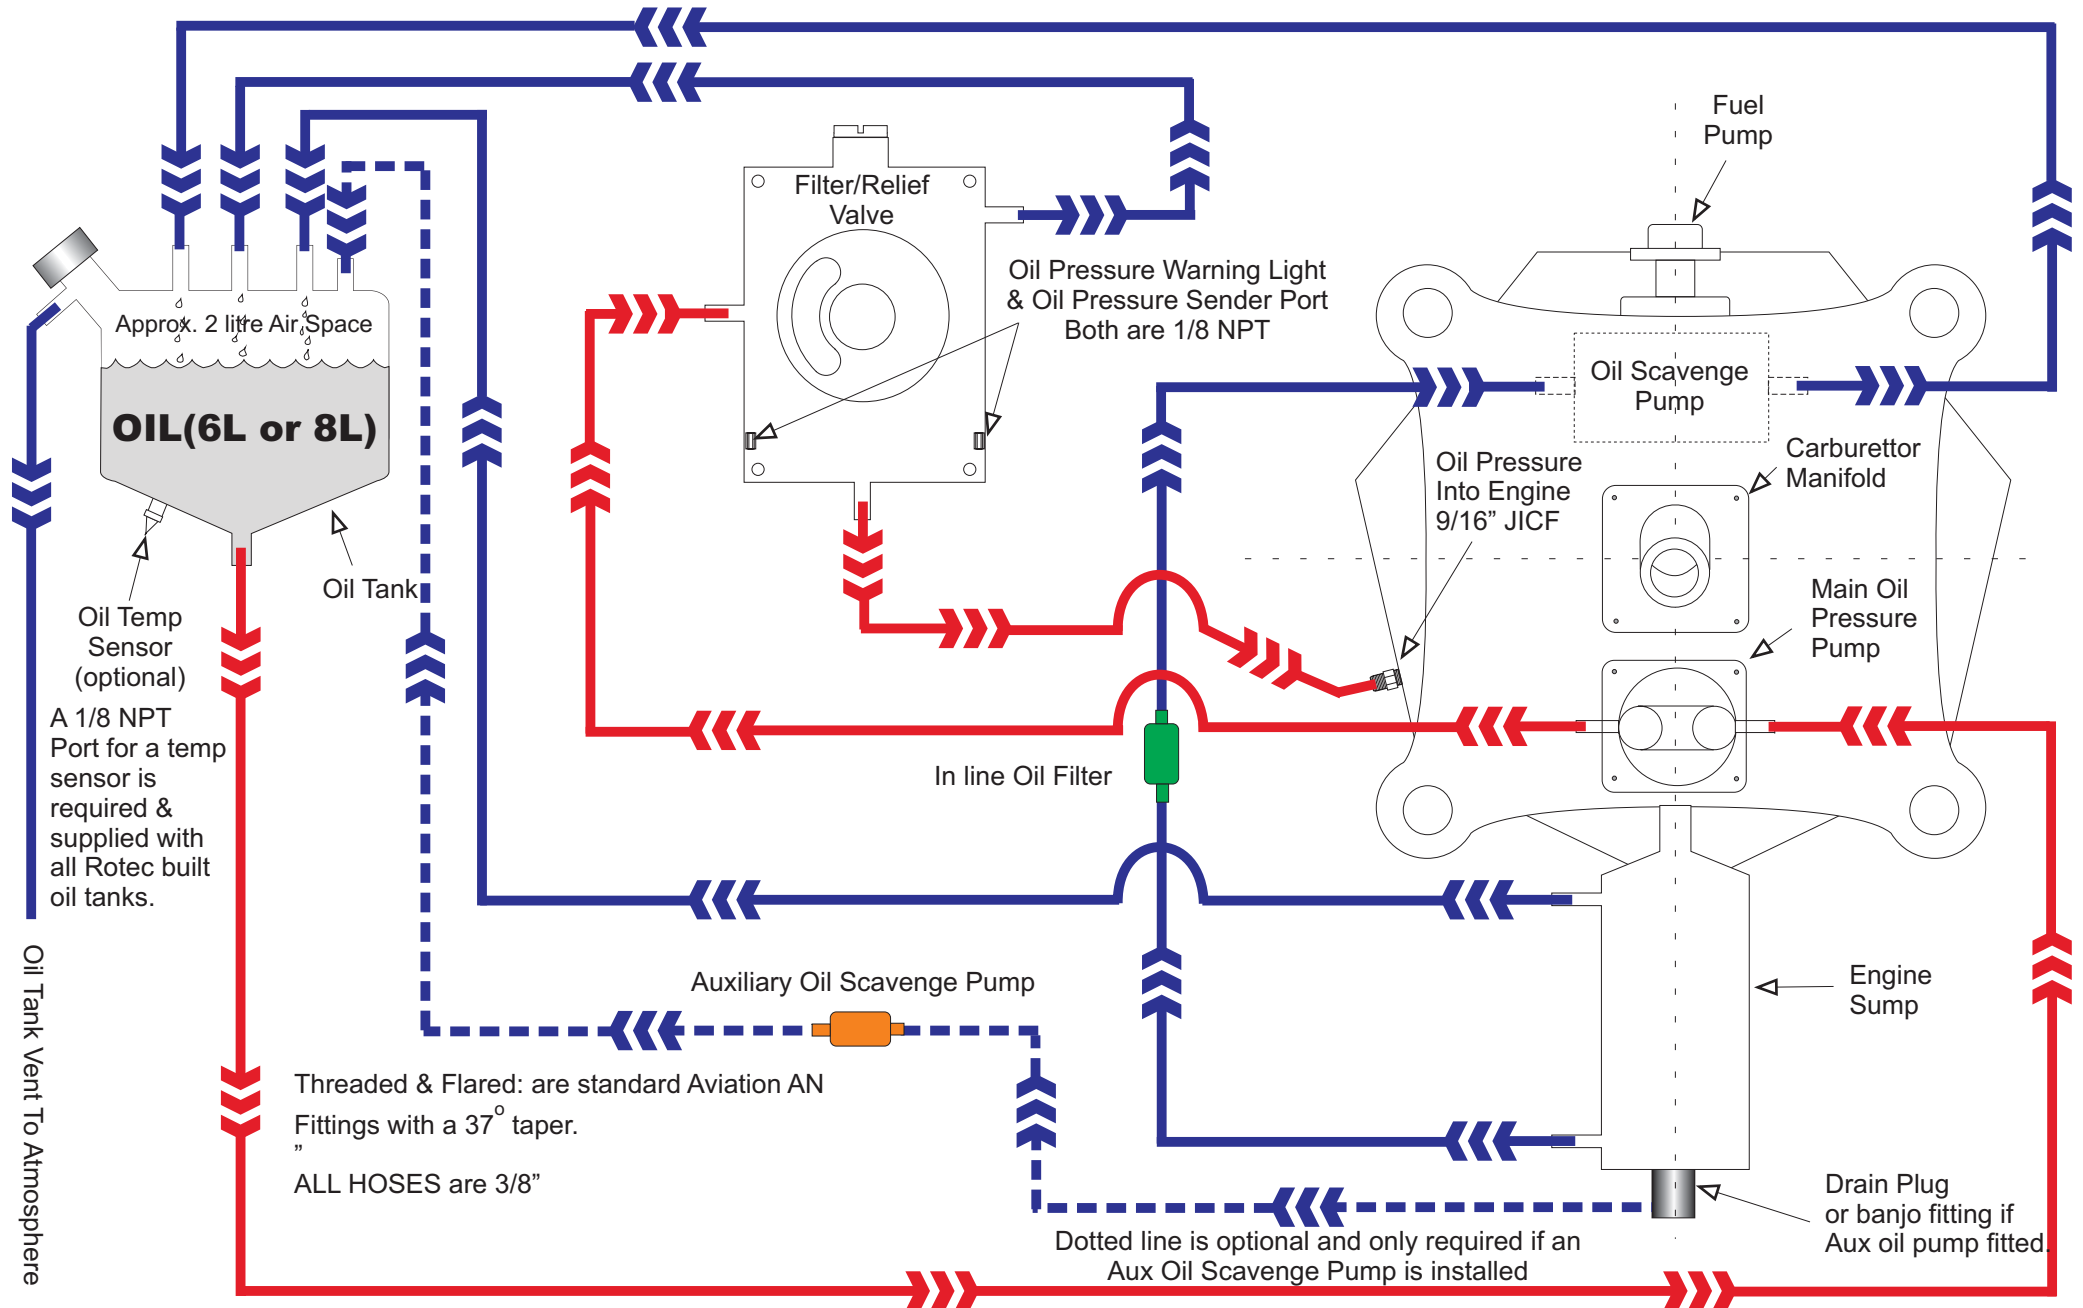 Fuel
Pump
Filter/Relief
Valve
Oil Pressure Warning Light
& Oil Pressure Sender Port
Both are 1/8 NPT
Approx. 2 litre Air Space
OIL(6L or 8L)
Oil Scavenge
Pump
Carburettor
Manifold
Oil Pressure
Into Engine
9/16” JICF
Oil Tank
Oil Temp
Sensor
(optional)
A 1/8 NPT
Port for a temp
sensor is
required &
supplied with
all Rotec built
oil tanks.
Main Oil
Pressure
Pump
In line Oil Filter
Oil Tank Vent To Atmosphere
Auxiliary Oil Scavenge Pump
Engine
Sump
Threaded & Flared: are standard Aviation AN
Fittings with a 37° taper.
”
ALL HOSES are 3/8”
Drain Plug
or banjo fitting if
Aux oil pump fitted.
Dotted line is optional and only required if an
Aux Oil Scavenge Pump is installed